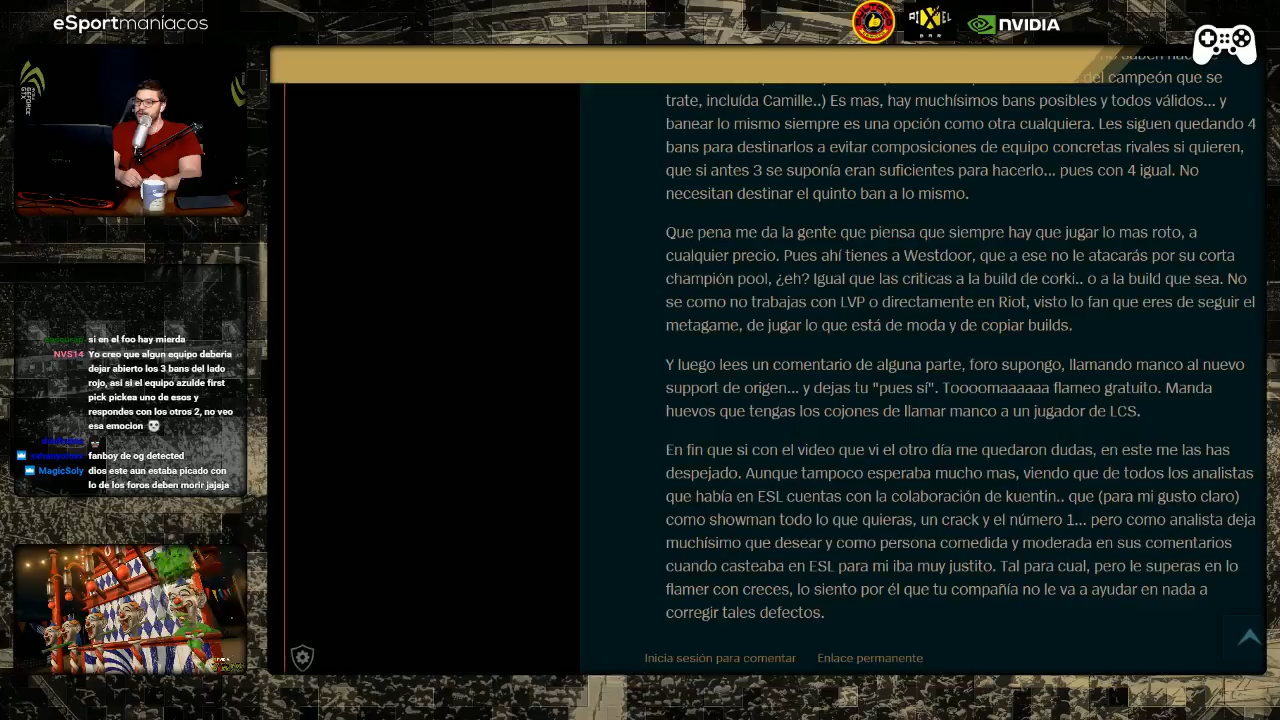 eSportmaníacos
PIXEL
BAR
NVIDIA
GEFORCE
GTX
del campeón que se
trate, incluída Camille..) Es mas, hay muchísimos bans posibles y todos válidos... y
banear lo mismo siempre es una opción como otra cualquiera. Les siguen quedando 4
bans para destinarlos a evitar composiciones de equipo concretas rivales si quieren,
que si antes 3 se suponía eran suficientes para hacerlo... pues con 4 igual. No
necesitan destinar el quinto ban a lo mismo.
Que pena me da la gente que piensa que siempre hay que jugar lo mas roto, a
cualquier precio. Pues ahí tienes a Westdoor, que a ese no le atacarás por su corta
champión pool, ¿eh? Igual que las criticas a la build de corki.. o a la build que sea. No
se como no trabajas con LVP o directamente en Riot, visto lo fan que eres de seguir el
metagame, de jugar lo que está de moda y de copiar builds.
Y luego lees un comentario de alguna parte, foro supongo, llamando manco al nuevo
support de origen... y dejas tu "pues sí". Toooomaaaaaa flameo gratuito. Manda
huevos que tengas los cojones de llamar manco a un jugador de LCS.
En fin que si con el video que vi el otro día me quedaron dudas, en este me las has
despejado. Aunque tampoco esperaba mucho mas, viendo que de todos los analistas
que había en ESL cuentas con la colaboración de kuentin.. que (para mi gusto claro)
como showman todo lo que quieras, un crack y el número 1... pero como analista deja
muchísimo que desear y como persona comedida y moderada en sus comentarios
cuando casteaba en ESL para mi iba muy justito. Tal para cual, pero le superas en lo
flamer con creces, lo siento por él que tu compañía no le va a ayudar en nada a
corregir tales defectos.
Inicia sesión para comentar Enlace permanente
si en el foo hay mierda
NVS14 Yo creo que algun equipo deberia
dejar abierto los 3 bans del lado
rojo, asi si el equipo azulde first
pick pickea uno de esos y
respondes con los otros 2, no veo
esa emocion
fanboy de og detected
MagicSoly dios este aun estaba picado con
lo de los foros deben morir jajaja